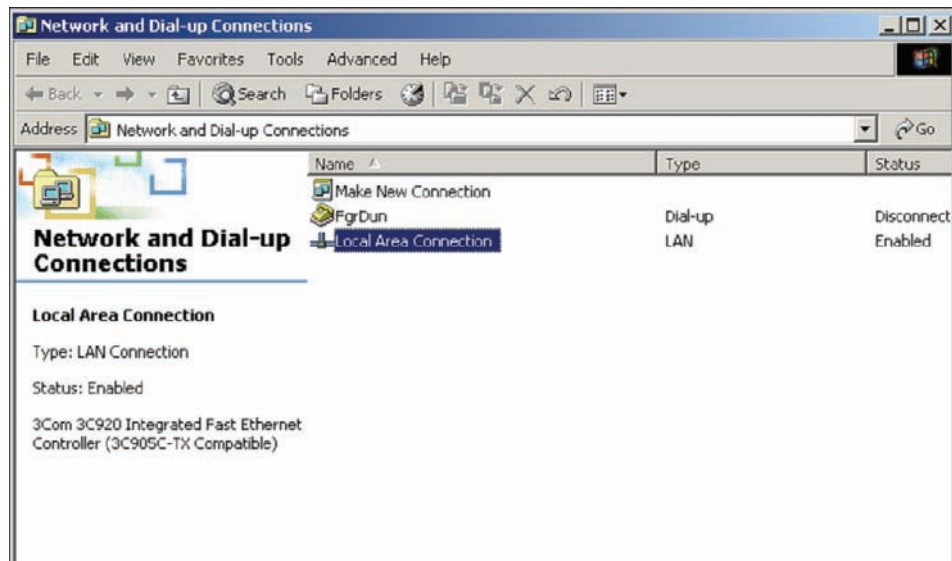 Network and Dial-up Connections
File Edit View Favorites Tools Advanced Help
Back Search Folders
Address Network and Dial-up Connections Go
Name Type Status
Make New Connection
FgrDun Dial-up Disconnect
Local Area Connection LAN Enabled
Network and Dial-up
Connections
Local Area Connection
Type: LAN Connection
Status: Enabled
3Com 3C920 Integrated Fast Ethernet
Controller (3C905C-TX Compatible)